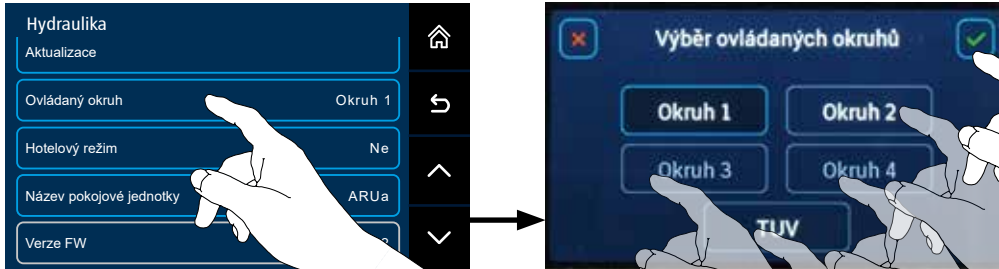 Hydraulika
Aktualizace
Ovládaný okruh Okruh 1
Hotelový režim Ne
Název pokojové jednotky ARUa
Verze FW 2
Výběr ovládaných okruhů
Okruh 1 Okruh 2
Okruh 3 Okruh 4
TUV